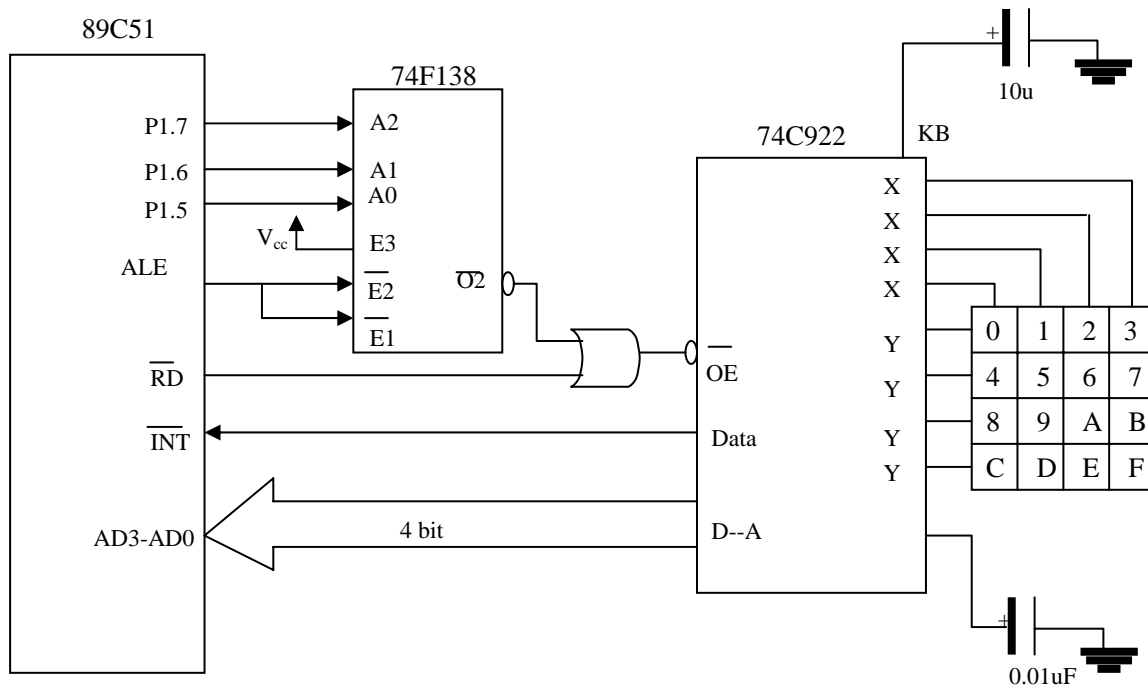 89C51
74F138
74C922
KB
10u
P1.7
P1.6
P1.5
ALE
RD
INT
AD3-AD0
A2
A1
A0
Vcc
E3
E2
E1
O2
OE
Data
D--A
4 bit
X
X
X
X
Y
Y
Y
Y
0 1 2 3
4 5 6 7
8 9 A B
C D E F
+
+
0.01uF